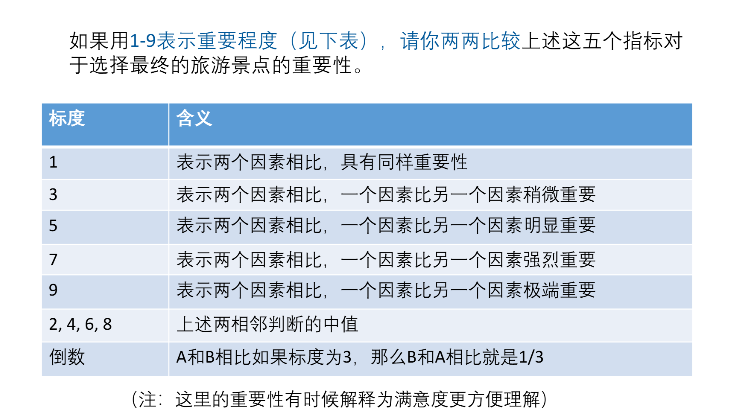 如果用1-9表示重要程度（见下表），请你两两比较上述这五个指标对
于选择最终的旅游景点的重要性。
标度 含义
1 表示两个因素相比，具有同样重要性
3 表示两个因素相比，一个因素比另一个因素稍微重要
5 表示两个因素相比，一个因素比另一个因素明显重要
7 表示两个因素相比，一个因素比另一个因素强烈重要
9 表示两个因素相比，一个因素比另一个因素极端重要
2, 4, 6, 8 上述两相邻判断的中值
倒数 A和B相比如果标度为3，那么B和A相比就是1/3
（注：这里的重要性有时候解释为满意度更方便理解）